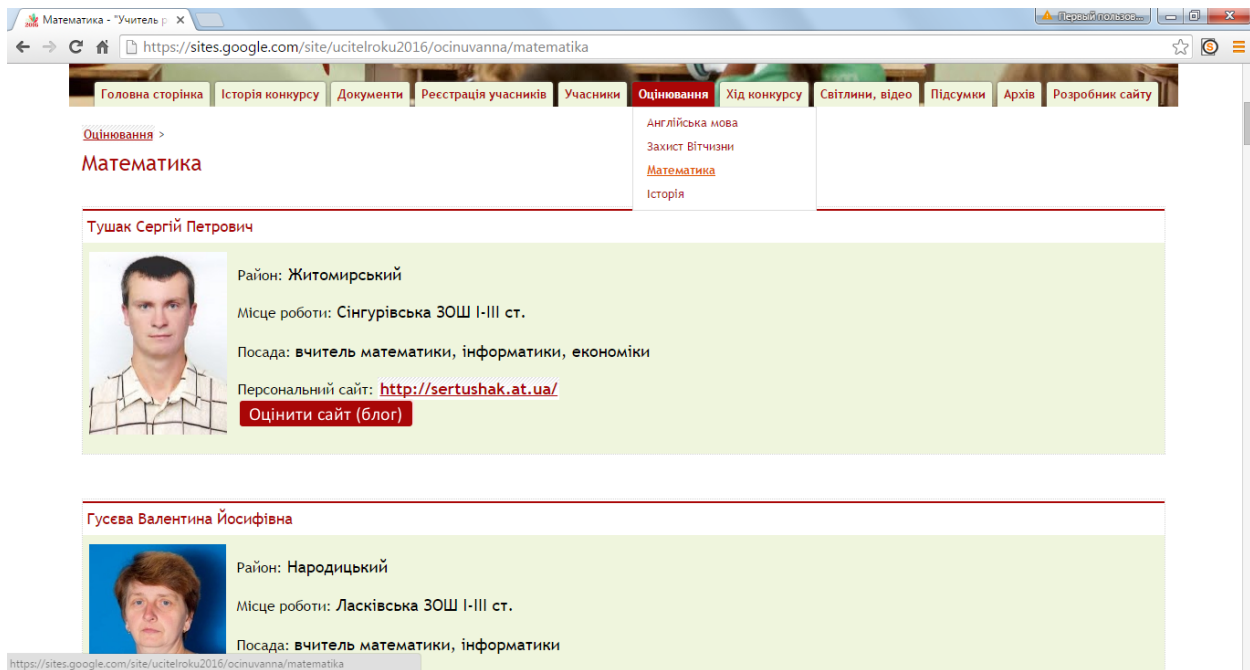 Математика - "Учитель р
Первый пользов...
https://sites.google.com/site/ucitelroku2016/ocinuvanna/matematika
Головна сторінка Історія конкурсу Документи Реєстрація учасників Учасники Оцінювання Хід конкурсу Світлини, відео Підсумки Архів Розробник сайту
Англійська мова
Захист Вітчизни
Математика
Історія
Оцінювання >
Математика
Тушак Сергій Петрович
Район: Житомирський
Місце роботи: Сінгурівська ЗОШ І-ІІІ ст.
Посада: вчитель математики, інформатики, економіки
Персональний сайт: http://sertushak.at.ua/
Оцінити сайт (блог)
Гусєва Валентина Йосифівна
Район: Народицький
Місце роботи: Ласківська ЗОШ І-ІІІ ст.
Посада: вчитель математики, інформатики
https://sites.google.com/site/ucitelroku2016/ocinuvanna/matematika